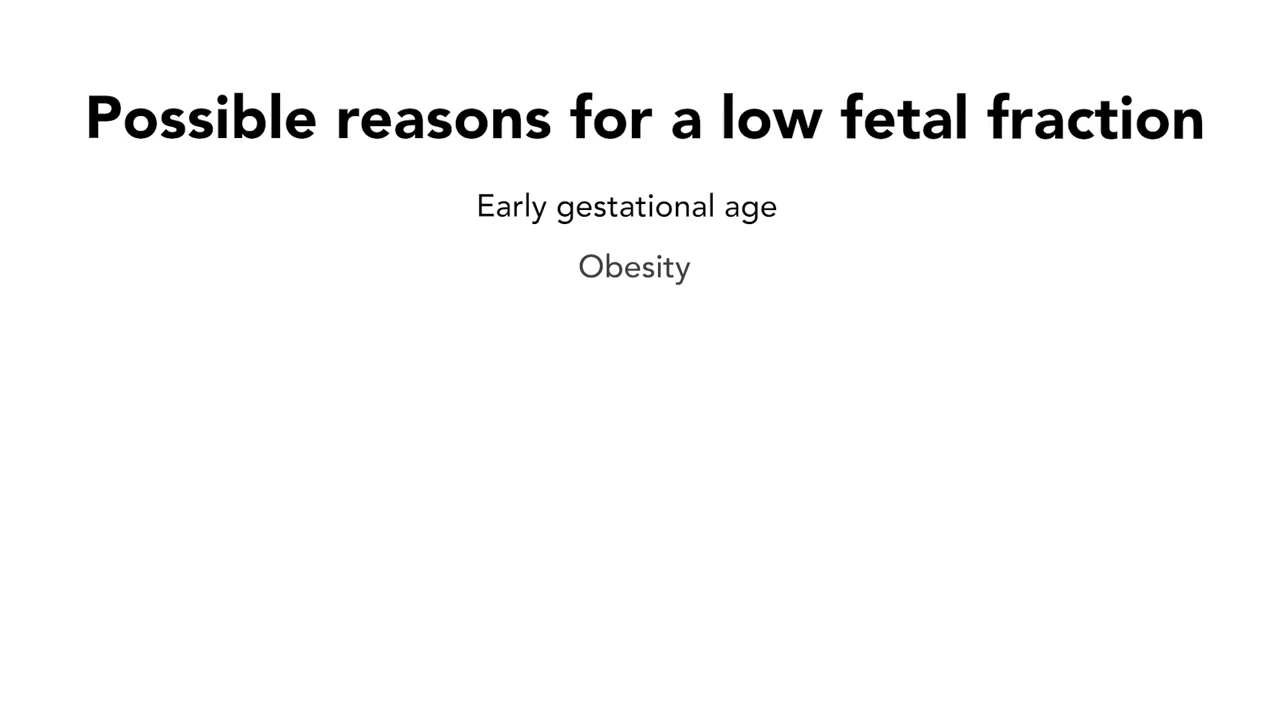 Possible reasons for a low fetal fraction
Early gestational age
Obesity